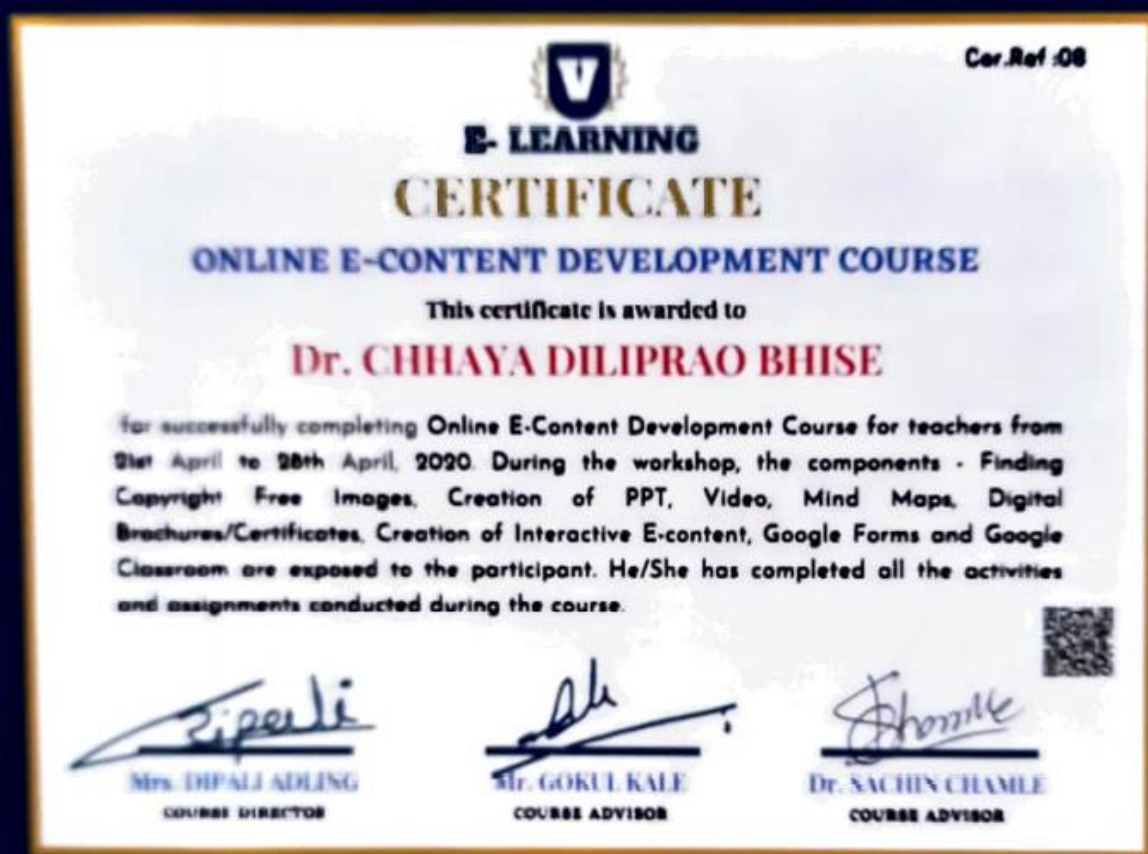 Cer.Ref :08
V
E- LEARNING
CERTIFICATE
ONLINE E-CONTENT DEVELOPMENT COURSE
This certificate is awarded to
Dr. CHHAYA DILIPRAO BHISE
for successfully completing Online E-Content Development Course for teachers from
21st April to 28th April, 2020. During the workshop, the components - Finding
Copyright Free Images, Creation of PPT, Video, Mind Maps, Digital
Brochures/Certificates, Creation of Interactive E-content, Google Forms and Google
Classroom are exposed to the participant. He/She has completed all the activities
and assignments conducted during the course.
Dipali
Mrs. DIPALI ADLING Mr. GOKUL KALE Dr. SACHIN CHAMLE
COURSE DIRECTOR COURSE ADVISOR COURSE ADVISOR